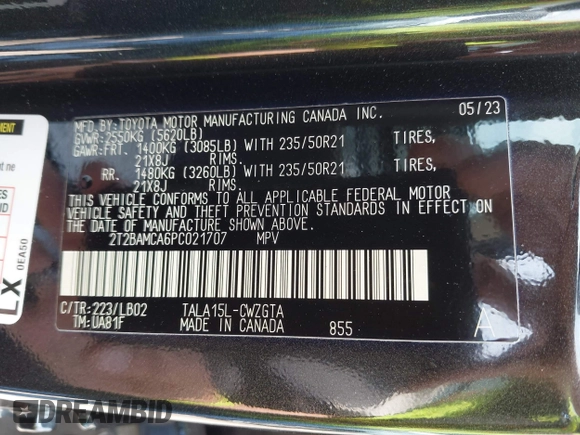 MFD.BY:TOYOTA MOTOR MANUFACTURING CANADA INC. 05/23
GVWR:2550KG (5620LB)
GAWR:FRT. 1400KG (3085LB) WITH 235/50R21 TIRES,
21X8J RIMS.
RR. 1480KG (3260LB) WITH 235/50R21 TIRES,
21X8J RIMS.
THIS VEHICLE CONFORMS TO ALL APPLICABLE FEDERAL MOTOR
VEHICLE SAFETY AND THEFT PREVENTION STANDARDS IN EFFECT ON
THE DATE OF MANUFACTURE SHOWN ABOVE.
2T2BAMCA6PC021707 MPV
C/TR:223/LB02 TALA15L-CWZGTA
TM:UA81F MADE IN CANADA 855 A
LX 0EA50
DREAMBID